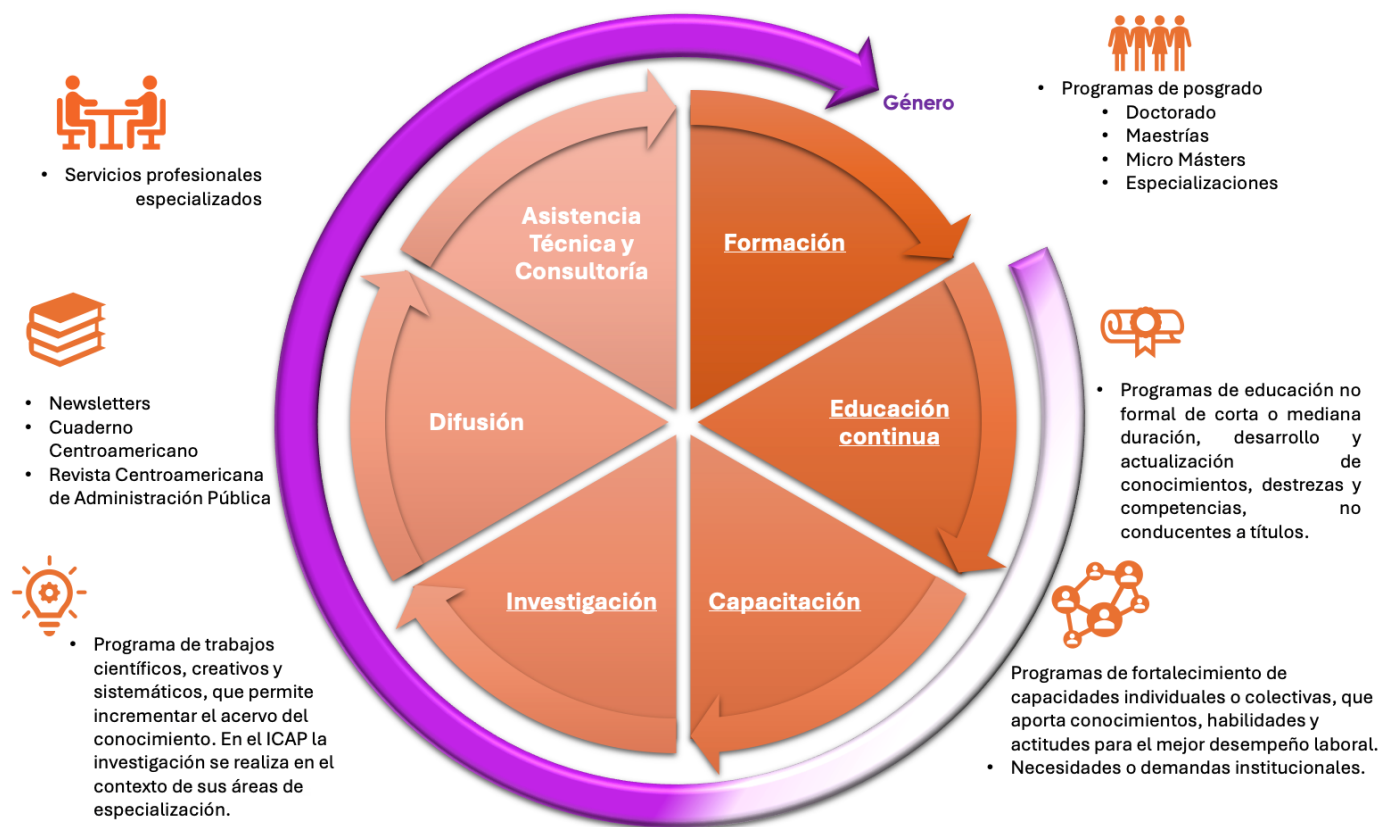 Género
• Programas de posgrado
• Doctorado
• Maestrías
• Micro Másters
• Especializaciones
• Servicios profesionales
especializados
Asistencia
Técnica y
Consultoría
Formación
• Newsletters
• Cuaderno
Centroamericano
• Revista Centroamericana
de Administración Pública
Difusión
Educación
continua
• Programas de educación no
formal de corta o mediana
duración, desarrollo y
actualización de
conocimientos, destrezas y
competencias, no
conducentes a títulos.
Investigación
Capacitación
• Programa de trabajos
científicos, creativos y
sistemáticos, que permite
incrementar el acervo del
conocimiento. En el ICAP la
investigación se realiza en el
contexto de sus áreas de
especialización.
Programas de fortalecimiento de
capacidades individuales o colectivas, que
aporta conocimientos, habilidades y
actitudes para el mejor desempeño laboral.
• Necesidades o demandas institucionales.